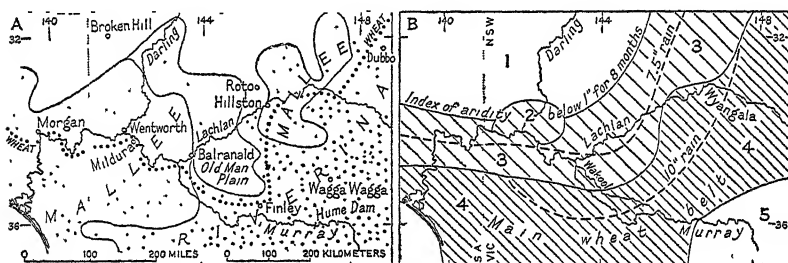 A
140
144
148
32
Broken Hill
Darling
WHEAT
Dubbo
MALLEE
Roto
Hillston
Morgan
Lachlan
Wentworth
WHEAT
Mildura
Balranald
Old Man
Plain
MALLEE
RIVERINA
Wagga Wagga
Finley
Hume Dam
Murray
36
0 100 200 MILES
0 100 200 KILOMETERS
B
140
144
148
32
NSW
Darling
1
3
7.5" rain
Index of aridity
2
below 1" for 8 months
Lachlan
Wyangala
3
4
Wakool
10" rain
4
Main wheat belt
5
Murray
36
SA
VIC